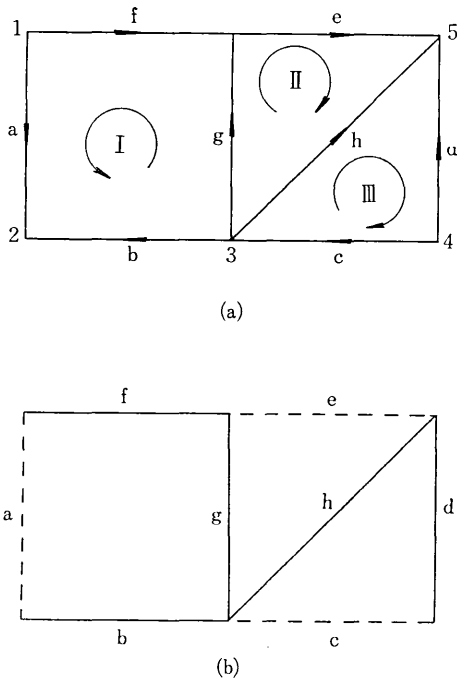 1 f e 5
a Ⅰ g Ⅱ h Ⅲ d
2 b 3 c 4
(a)
f e
a g h d
b c
(b)